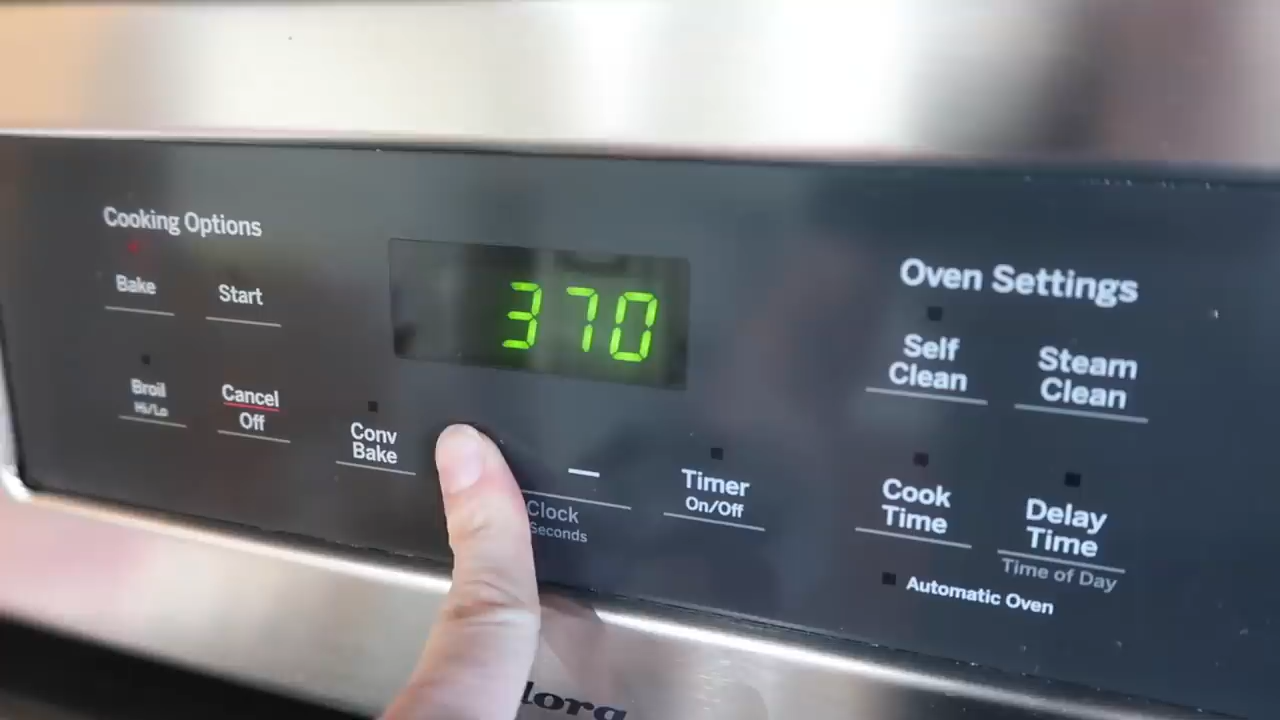 Cooking Options
Bake
Start
Broil
Hi/Lo
Cancel
Off
Conv
Bake
370
Clock
Seconds
Timer
On/Off
Oven Settings
Self
Clean
Steam
Clean
Cook
Time
Delay
Time
Time of Day
Automatic Oven